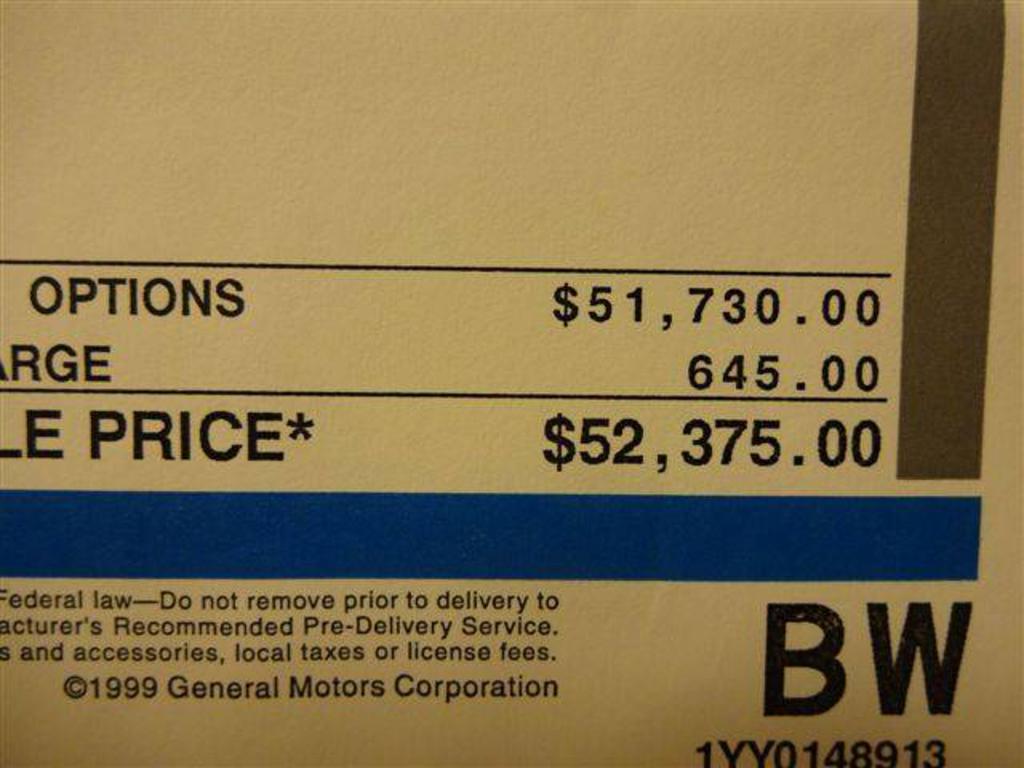 OPTIONS $51,730.00
ARGE 645.00
LE PRICE* $52,375.00
Federal law—Do not remove prior to delivery to
acturer's Recommended Pre-Delivery Service.
s and accessories, local taxes or license fees.
©1999 General Motors Corporation
BW
1YY0148913